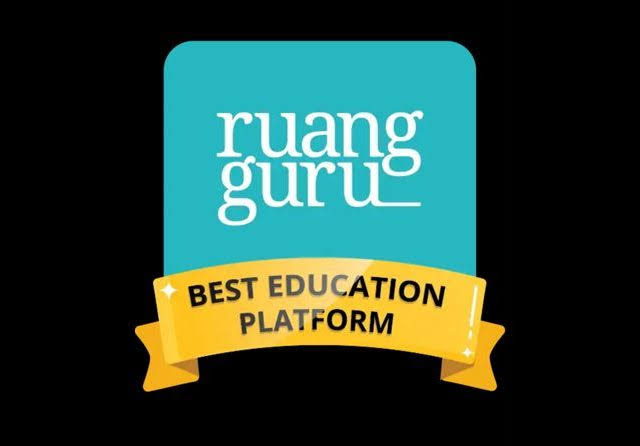 ruang
guru
BEST EDUCATION
PLATFORM